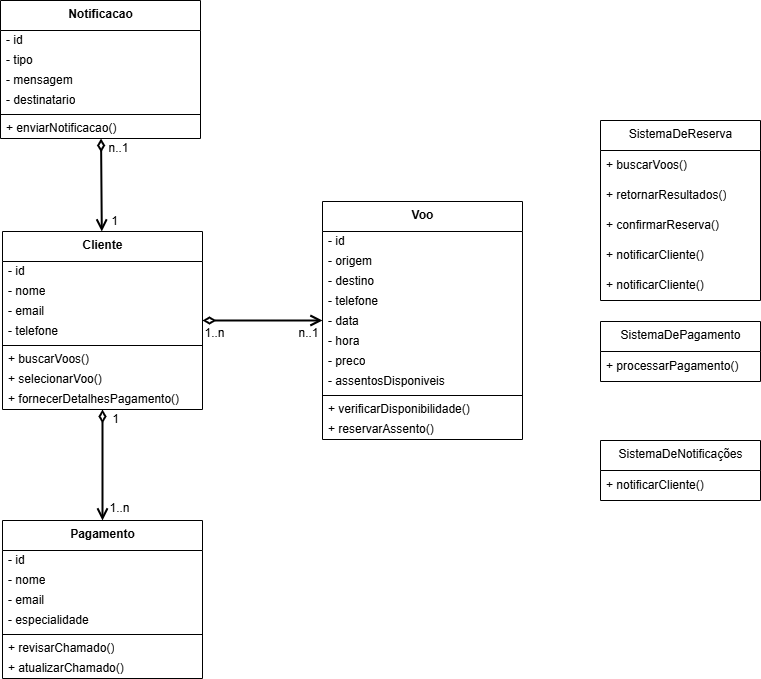 Notificacao
- id
- tipo
- mensagem
- destinatario
+ enviarNotificacao()
n..1
1
Cliente
- id
- nome
- email
- telefone
+ buscarVoos()
+ selecionarVoo()
+ fornecerDetalhesPagamento()
1..n
n..1
1
1..n
Pagamento
- id
- nome
- email
- especialidade
+ revisarChamado()
+ atualizarChamado()
Voo
- id
- origem
- destino
- telefone
- data
- hora
- preco
- assentosDisponiveis
+ verificarDisponibilidade()
+ reservarAssento()
SistemaDeReserva
+ buscarVoos()
+ retornarResultados()
+ confirmarReserva()
+ notificarCliente()
+ notificarCliente()
SistemaDePagamento
+ processarPagamento()
SistemaDeNotificações
+ notificarCliente()